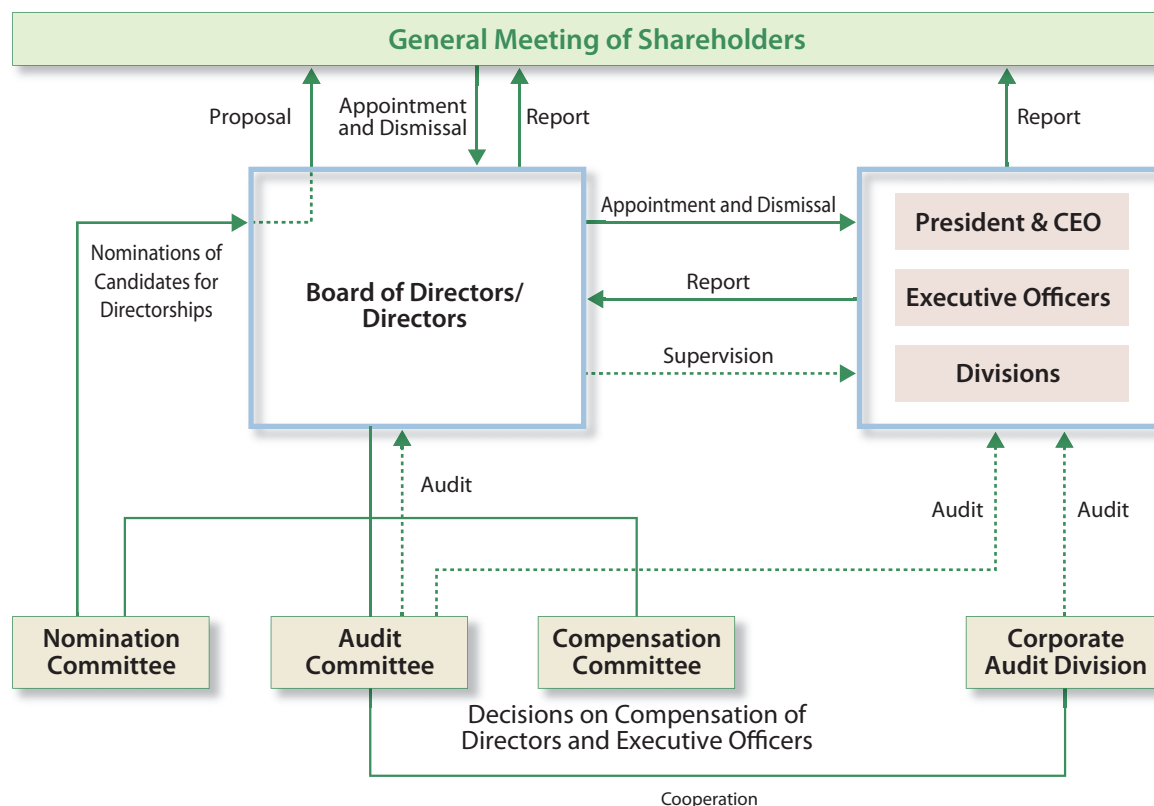 General Meeting of Shareholders
Proposal
Appointment
and Dismissal
Report
Report
Appointment and Dismissal
President & CEO
Nominations of
Candidates for
Directorships
Board of Directors/
Directors
Report
Executive Officers
Supervision
Divisions
Audit
Audit
Audit
Nomination
Committee
Audit
Committee
Compensation
Committee
Corporate
Audit Division
Decisions on Compensation of
Directors and Executive Officers
Cooperation